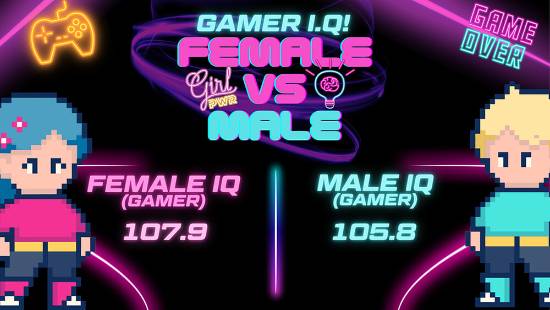 GAMER I.Q!
FEMALE
Girl
PWR
VS
MALE
GAME
OVER
FEMALE IQ
(GAMER)
107.9
MALE IQ
(GAMER)
105.8